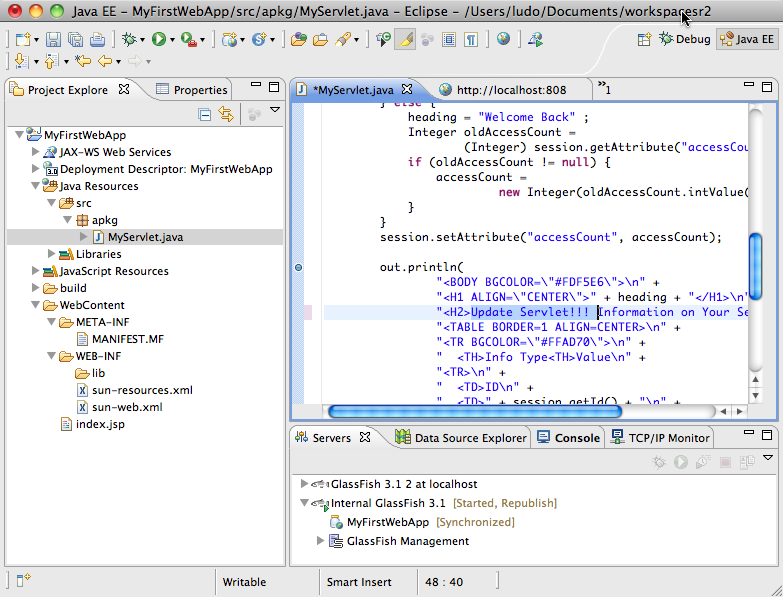 Java EE - MyFirstWebApp/src/apkg/MyServlet.java - Eclipse - /Users/ludo/Documents/workspacesr2
Debug
Java EE
Project Explore
Properties
MyFirstWebApp
JAX-WS Web Services
3.0 Deployment Descriptor: MyFirstWebApp
Java Resources
src
apkg
MyServlet.java
Libraries
JavaScript Resources
build
WebContent
META-INF
MANIFEST.MF
WEB-INF
lib
sun-resources.xml
sun-web.xml
index.jsp
*MyServlet.java
http://localhost:808
»1
} else {
heading = "Welcome Back" ;
Integer oldAccessCount =
(Integer) session.getAttribute("accessCou
if (oldAccessCount != null) {
accessCount =
new Integer(oldAccessCount.intValue(
}
}
session.setAttribute("accessCount", accessCount);
out.println(
"<BODY BGCOLOR=\"#FDF5E6\">\n" +
"<H1 ALIGN=\"CENTER\">" + heading + "</H1>\n"
"<H2>Update Servlet!!! Information on Your Se
"<TABLE BORDER=1 ALIGN=CENTER>\n" +
"<TR BGCOLOR=\"#FFAD70\">\n" +
"  <TH>Info Type<TH>Value\n" +
"<TR>\n" +
"  <TD>ID\n" +
"  <TD>" + session.getId() + "\n" +
Servers
Data Source Explorer
Console
TCP/IP Monitor
GlassFish 3.1 2 at localhost
Internal GlassFish 3.1 [Started, Republish]
MyFirstWebApp [Synchronized]
GlassFish Management
Writable
Smart Insert
48 : 40